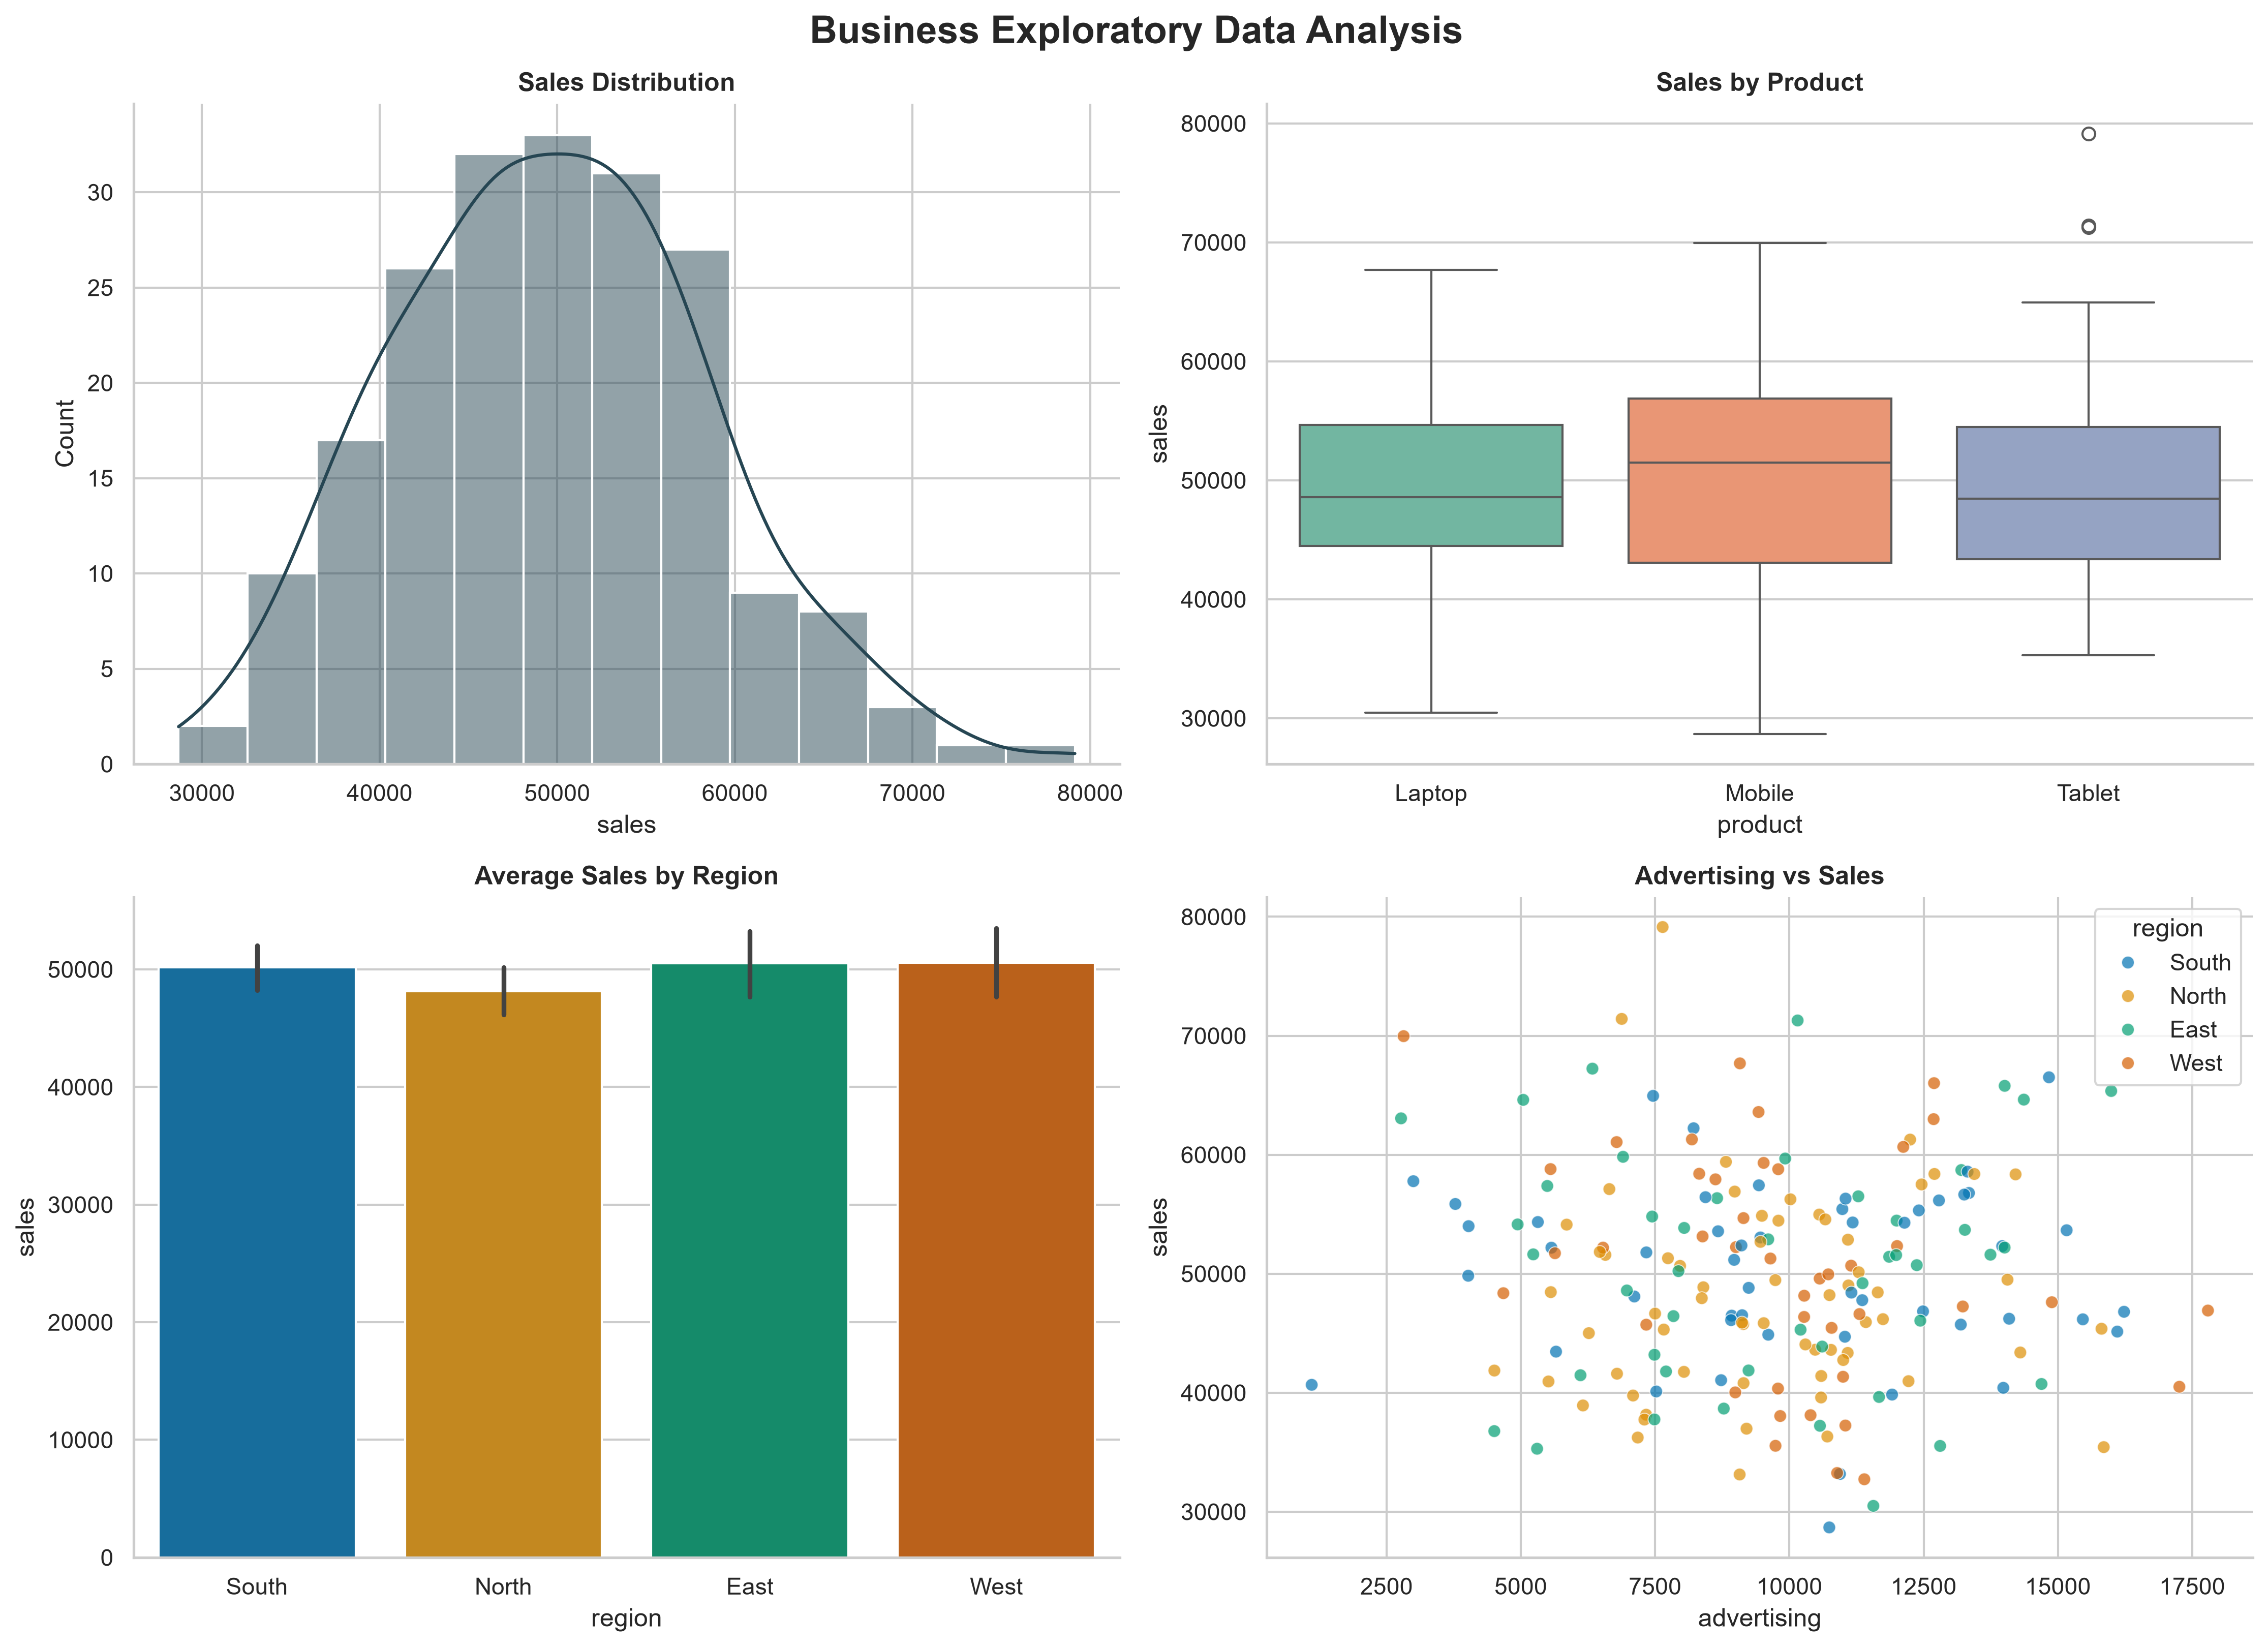 Business Exploratory Data Analysis
Sales Distribution
Count
30
25
20
15
10
5
0
30000 40000 50000 60000 70000 80000
sales
Sales by Product
sales
80000
70000
60000
50000
40000
30000
Laptop Mobile Tablet
product
Average Sales by Region
sales
50000
40000
30000
20000
10000
0
South North East West
region
Advertising vs Sales
sales
80000
70000
60000
50000
40000
30000
region
South
North
East
West
2500 5000 7500 10000 12500 15000 17500
advertising